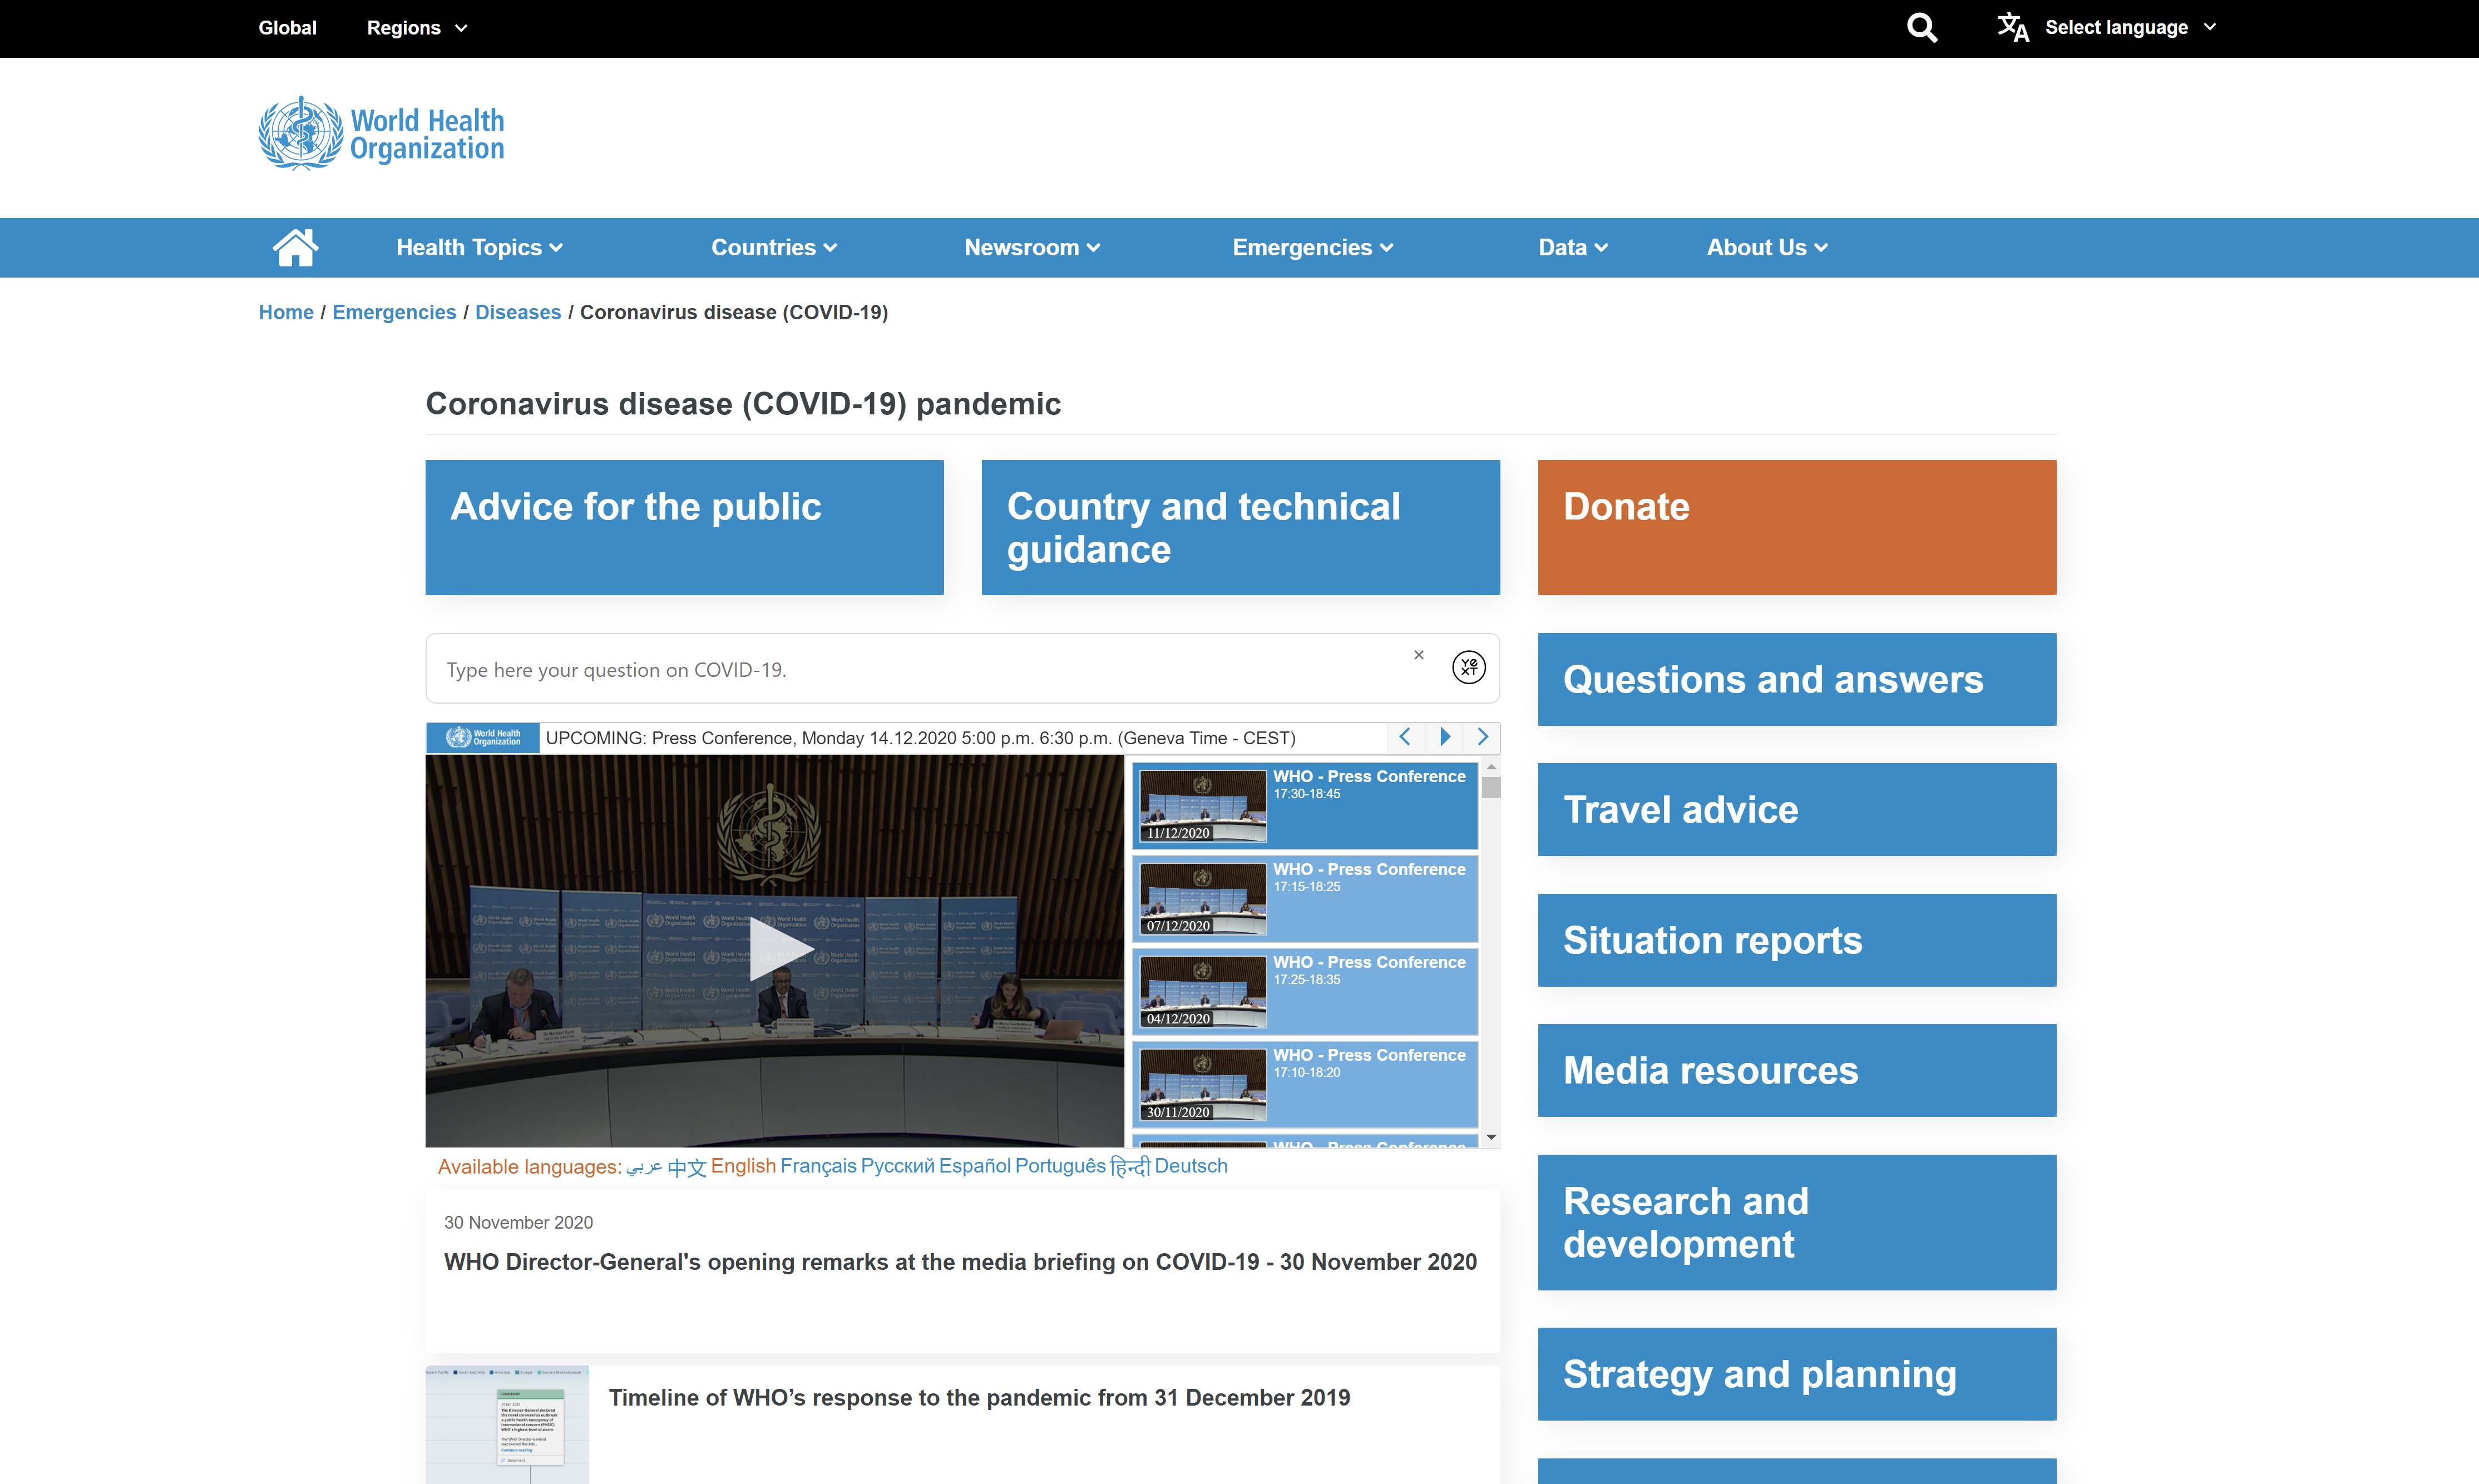 Global
Regions
Select language
World Health
Organization
Health Topics
Countries
Newsroom
Emergencies
Data
About Us
Home / Emergencies / Diseases / Coronavirus disease (COVID-19)
Coronavirus disease (COVID-19) pandemic
Advice for the public
Country and technical
guidance
Donate
Type here your question on COVID-19.
YEXT
World Health
Organization
UPCOMING: Press Conference, Monday 14.12.2020 5:00 p.m. 6:30 p.m. (Geneva Time - CEST)
WHO - Press Conference
17:30-18:45
11/12/2020
WHO - Press Conference
17:15-18:25
07/12/2020
WHO - Press Conference
17:25-18:35
04/12/2020
WHO - Press Conference
17:10-18:20
30/11/2020
WHO - Press Conference
Available languages: عربي 中文 English Français Русский Español Português हिन्दी Deutsch
30 November 2020
WHO Director-General's opening remarks at the media briefing on COVID-19 - 30 November 2020
Timeline of WHO’s response to the pandemic from 31 December 2019
Questions and answers
Travel advice
Situation reports
Media resources
Research and
development
Strategy and planning